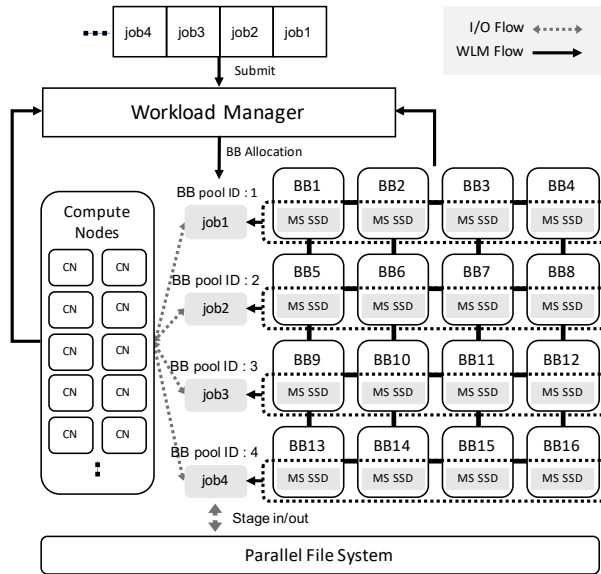 job4 job3 job2 job1
I/O Flow
WLM Flow
Submit
Workload Manager
BB Allocation
BB pool ID : 1
job1
BB1 BB2 BB3 BB4
MS SSD MS SSD MS SSD MS SSD
Compute
Nodes
CN CN
CN CN
CN CN
CN CN
CN CN
BB pool ID : 2
job2
BB5 BB6 BB7 BB8
MS SSD MS SSD MS SSD MS SSD
BB pool ID : 3
job3
BB9 BB10 BB11 BB12
MS SSD MS SSD MS SSD MS SSD
BB pool ID : 4
job4
BB13 BB14 BB15 BB16
MS SSD MS SSD MS SSD MS SSD
Stage in/out
Parallel File System